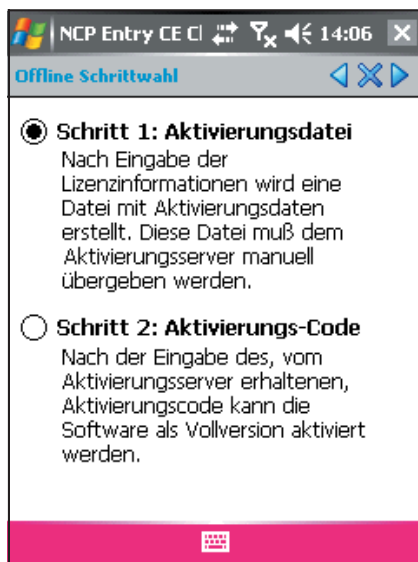 NCP Entry CE Cl 14:06
Offline Schrittwahl
Schritt 1: Aktivierungsdatei
Nach Eingabe der
Lizenzinformationen wird eine
Datei mit Aktivierungsdaten
erstellt. Diese Datei muß dem
Aktivierungsserver manuell
übergeben werden.
Schritt 2: Aktivierungs-Code
Nach der Eingabe des, vom
Aktivierungsserver erhaltenen,
Aktivierungscode kann die
Software als Vollversion aktiviert
werden.